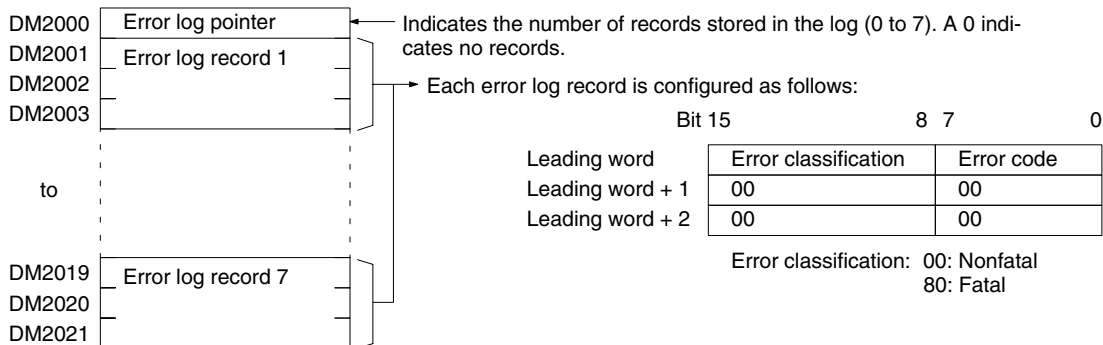 DM2000 Error log pointer
Indicates the number of records stored in the log (0 to 7). A 0 indi-
cates no records.
DM2001 Error log record 1
DM2002
DM2003
Each error log record is configured as follows:
Bit 15 8 7 0
Leading word Error classification Error code
Leading word + 1 00 00
Leading word + 2 00 00
Error classification: 00: Nonfatal
80: Fatal
to
DM2019 Error log record 7
DM2020
DM2021